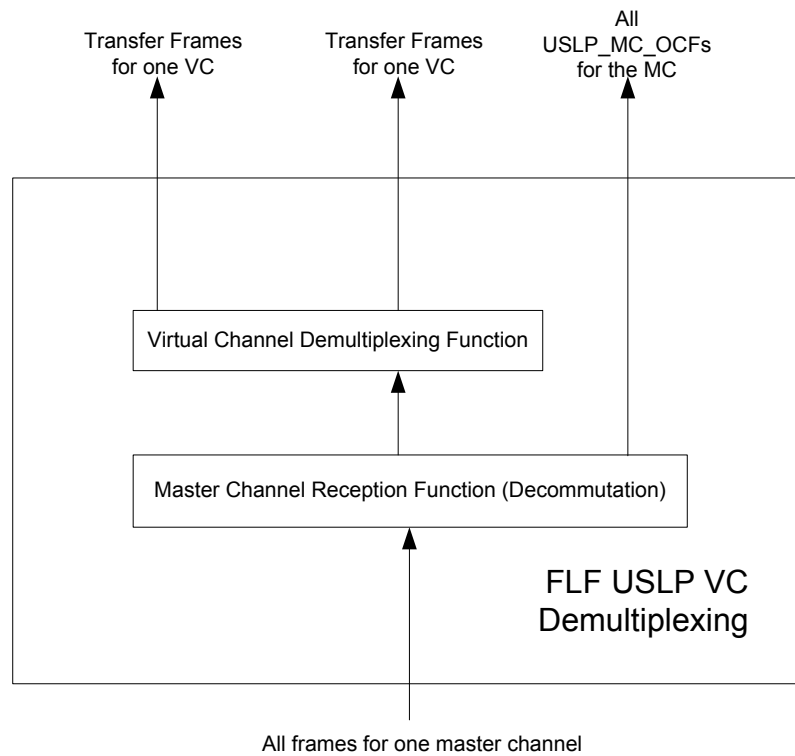 Transfer Frames
for one VC
Transfer Frames
for one VC
All
USLP_MC_OCFs
for the MC
Virtual Channel Demultiplexing Function
Master Channel Reception Function (Decommutation)
FLF USLP VC
Demultiplexing
All frames for one master channel